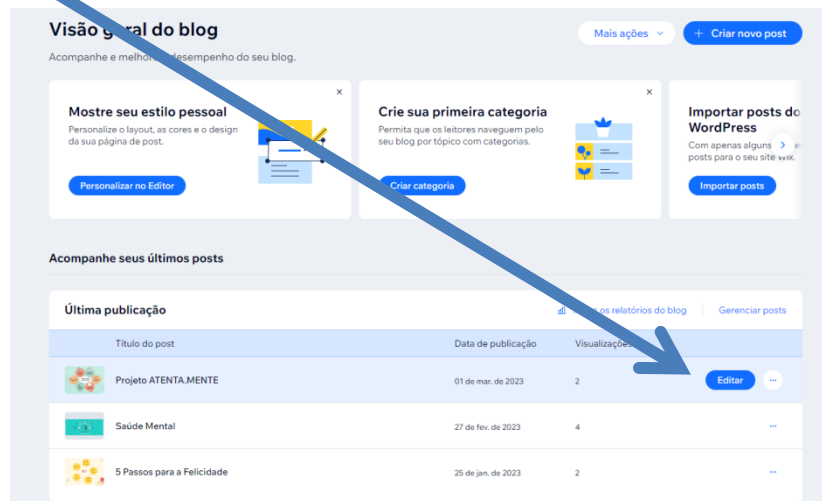 Visão geral do blog
Mais ações
+ Criar novo post
Acompanhe e melhore desempenho do seu blog.
Mostre seu estilo pessoal
Personalize o layout, as cores e o design
da sua página de post.
Personalizar no Editor
Crie sua primeira categoria
Permita que os leitores naveguem pelo
seu blog por tópico com categorias.
Criar categoria
Importar posts do
WordPress
Com apenas alguns
posts para o seu site Wix.
Importar posts
Acompanhe seus últimos posts
Última publicação
os relatórios do blog
Gerenciar posts
Título do post
Data de publicação
Visualizações
Projeto ATENTA.MENTE
01 de mar. de 2023
2
Editar
Saúde Mental
27 de fev. de 2023
4
5 Passos para a Felicidade
25 de jan. de 2023
2